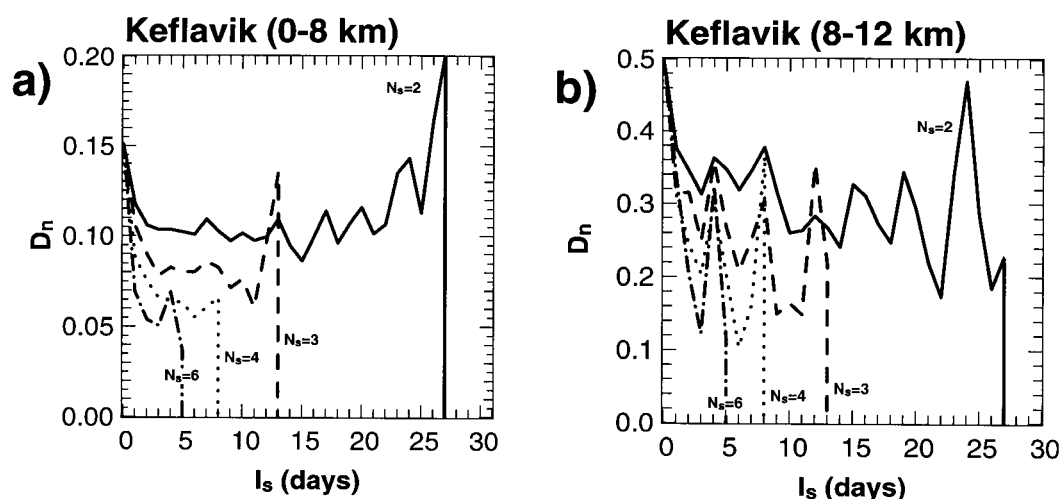 Keflavik (0-8 km)
a)
0.20
0.15
0.10
0.05
0.00
Dₙ
Nₛ=2
Nₛ=3
Nₛ=4
Nₛ=6
0 5 10 15 20 25 30
Iₛ (days)
Keflavik (8-12 km)
b)
0.5
0.4
0.3
0.2
0.1
0.0
Dₙ
Nₛ=2
Nₛ=3
Nₛ=4
Nₛ=6
0 5 10 15 20 25 30
Iₛ (days)